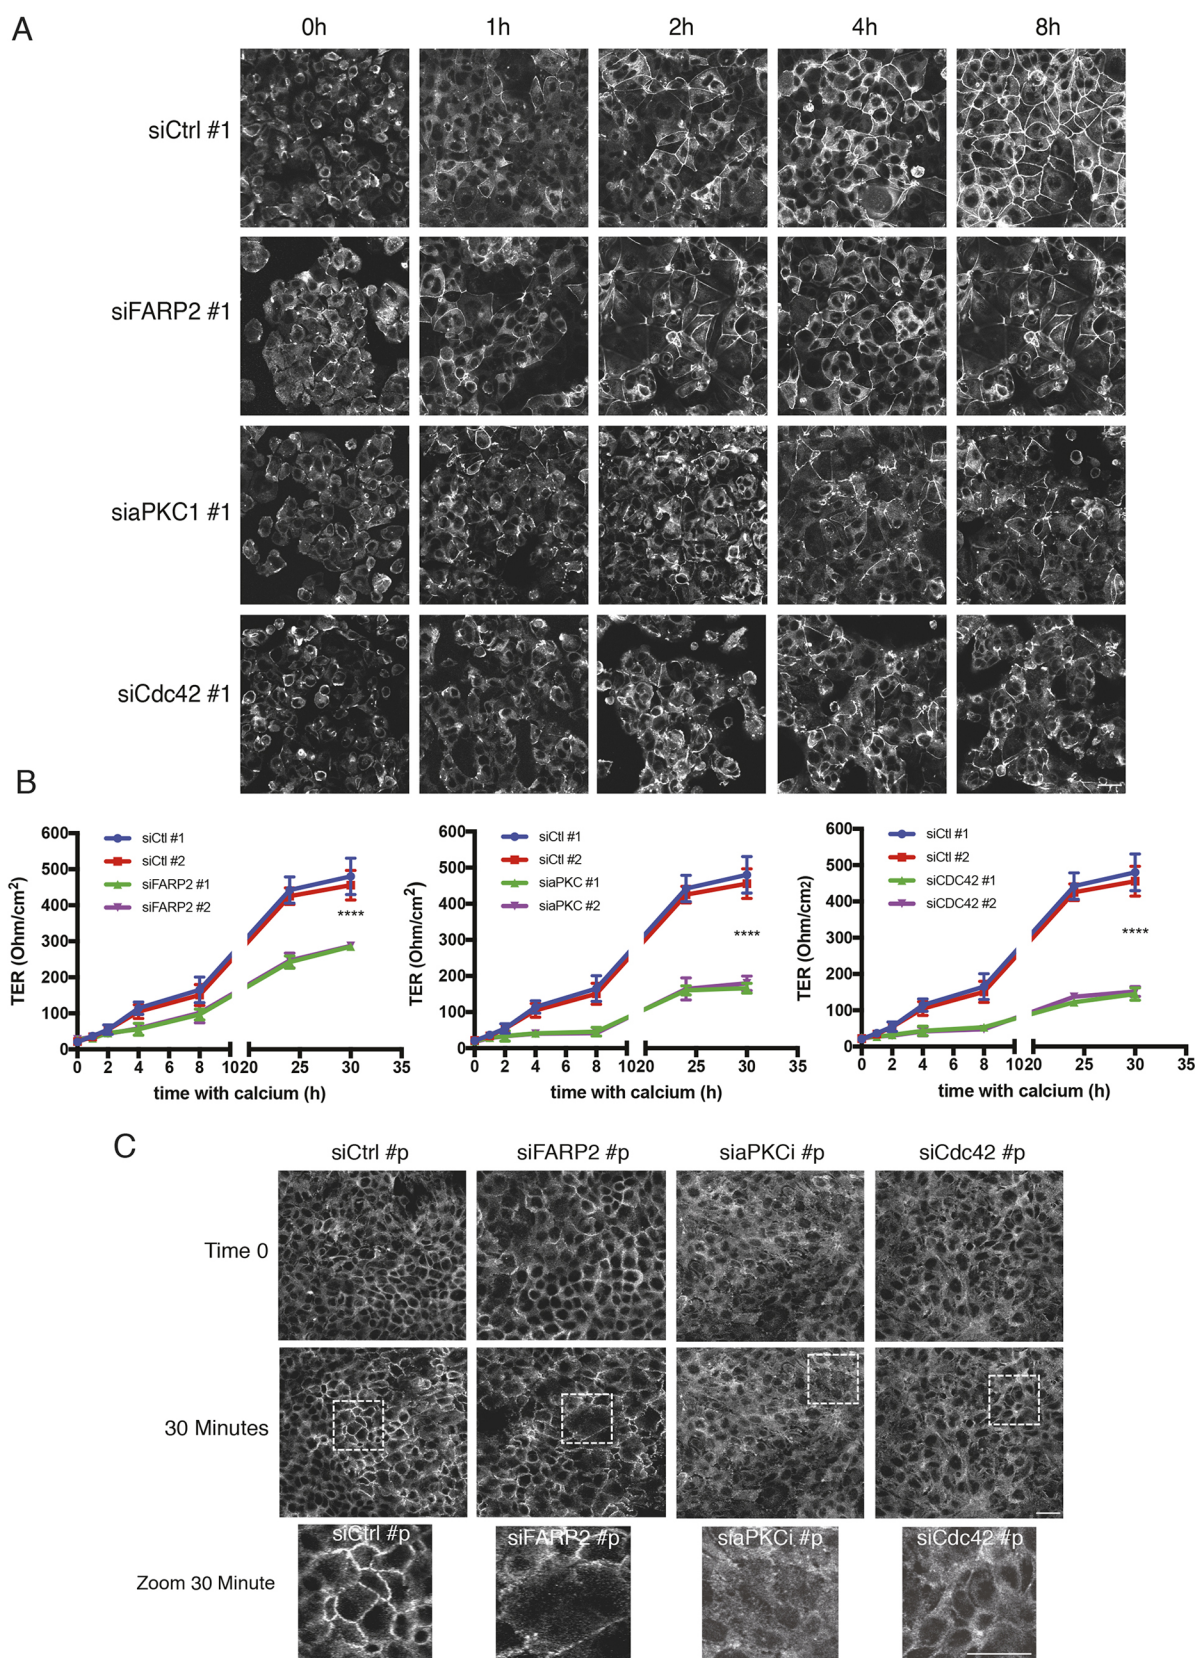 A
0h 1h 2h 4h 8h
siCtrl #1
siFARP2 #1
siaPKC1 #1
siCdc42 #1
B
600 500 400 300 200 100 0
TER (Ohm/cm2)
siCtl #1
siCtl #2
siFARP2 #1
siFARP2 #2
****
0 2 4 6 8 10 20 25 30 35
time with calcium (h)
600 500 400 300 200 100 0
TER (Ohm/cm2)
siCtl #1
siCtl #2
siaPKC #1
siaPKC #2
****
0 2 4 6 8 10 20 25 30 35
time with calcium (h)
600 500 400 300 200 100 0
TER (Ohm/cm2)
siCtl #1
siCtl #2
siCDC42 #1
siCDC42 #2
****
0 2 4 6 8 10 20 25 30 35
time with calcium (h)
C
siCtrl #p siFARP2 #p siaPKCi #p siCdc42 #p
Time 0
30 Minutes
siCtrl #p siFARP2 #p siaPKCi #p siCdc42 #p
Zoom 30 Minute